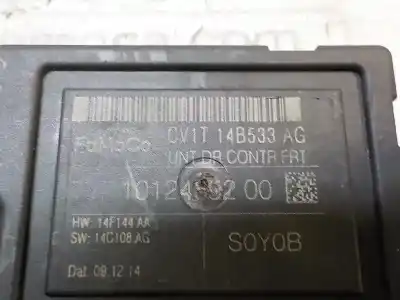 FoMoCo CV1T 14B533 AG
UNT DR CONTR FRT
00
HW: 14F144 AA
SW: 14C108 AG
S0Y0B
Dat. 09.12.14